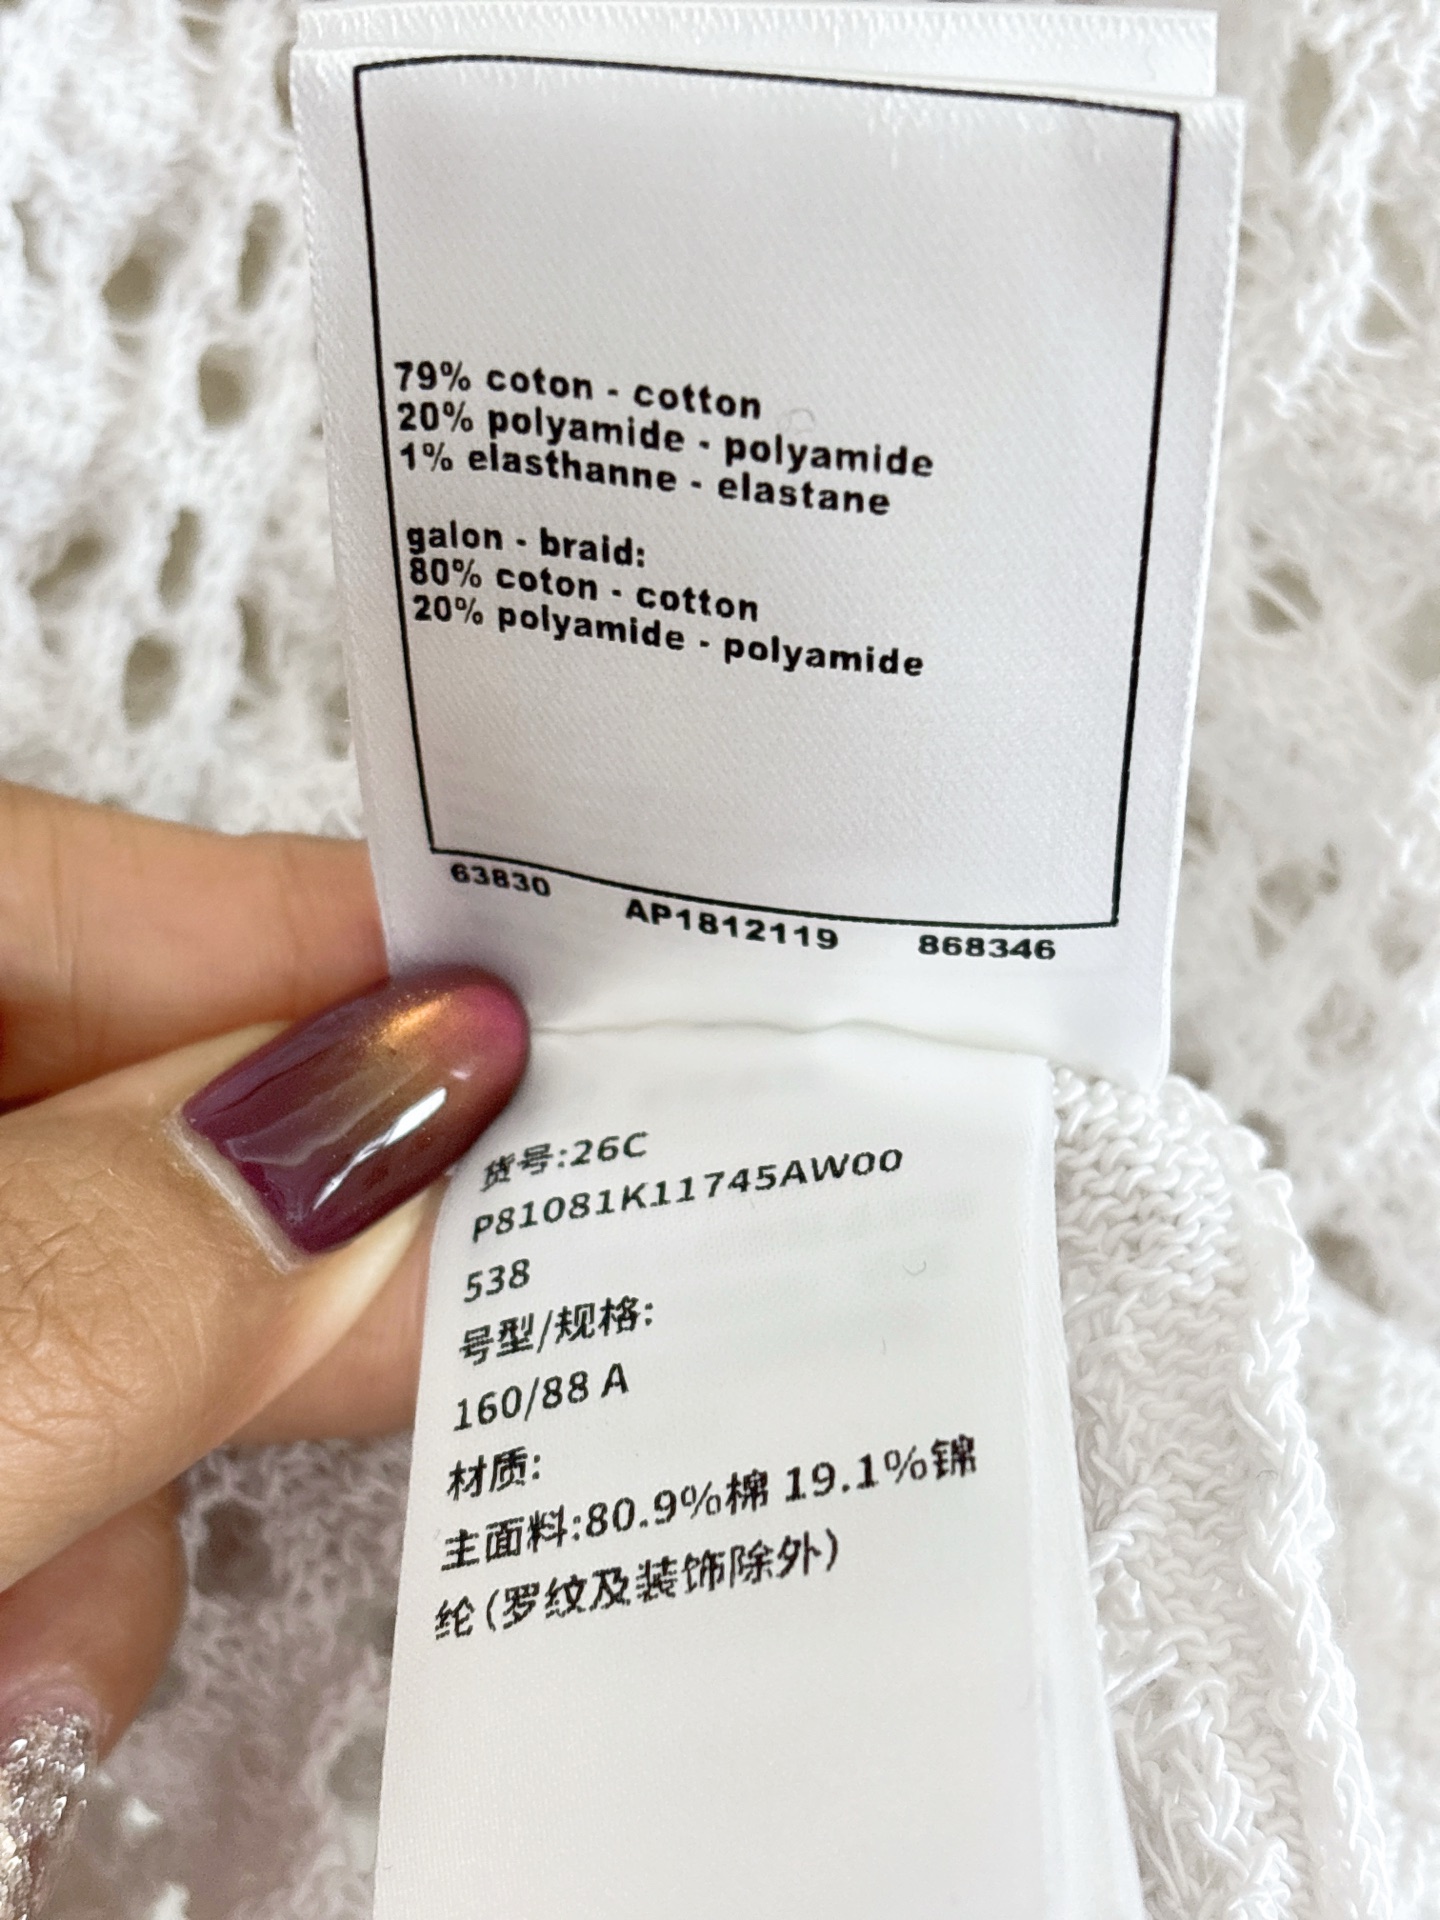 79% coton - cotton
20% polyamide - polyamide
1% elasthanne - elastane
galon - braid:
80% coton - cotton
20% polyamide - polyamide
63830 AP1812119 868346
货号:26C
P81081K11745AW00
538
号型/规格:
160/88 A
材质:
主面料:80.9%棉 19.1%锦
纶(罗纹及装饰除外)